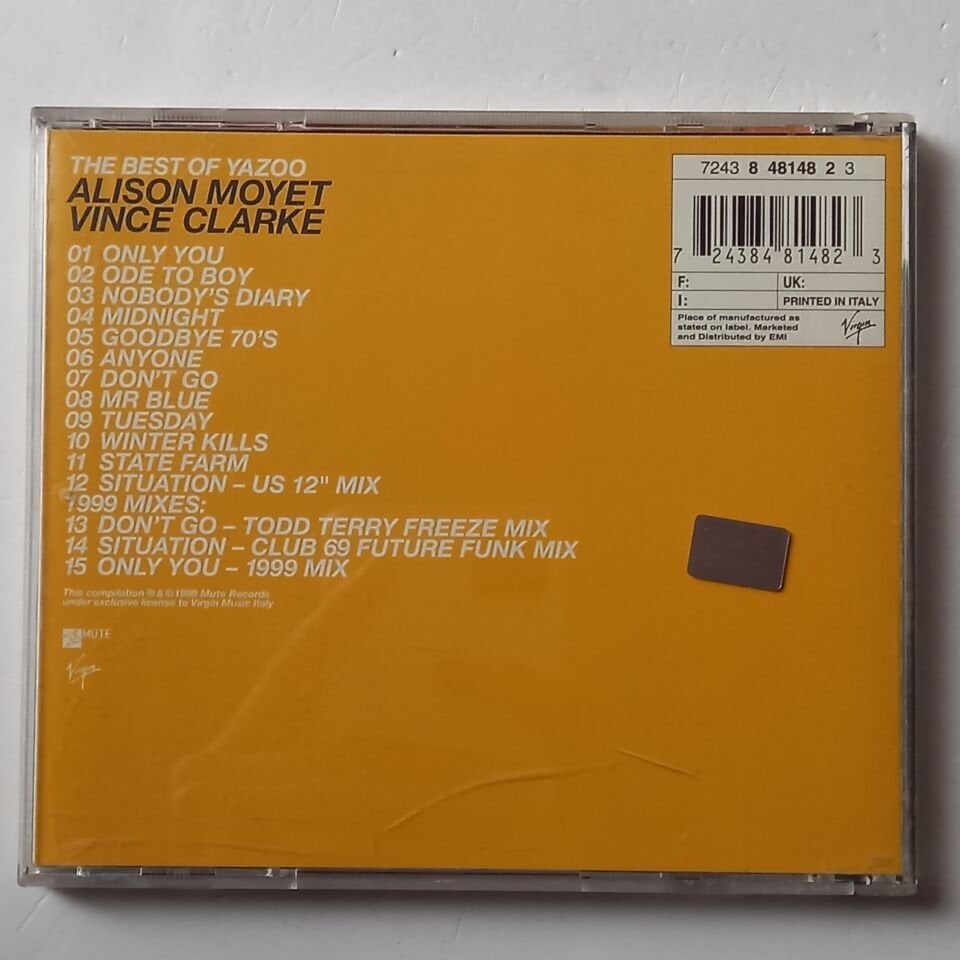 THE BEST OF YAZOO
ALISON MOYET
VINCE CLARKE
01 ONLY YOU
02 ODE TO BOY
03 NOBODY'S DIARY
04 MIDNIGHT
05 GOODBYE 70'S
06 ANYONE
07 DON'T GO
08 MR BLUE
09 TUESDAY
10 WINTER KILLS
11 STATE FARM
12 SITUATION – US 12" MIX
1999 MIXES:
13 DON'T GO – TODD TERRY FREEZE MIX
14 SITUATION – CLUB 69 FUTURE FUNK MIX
15 ONLY YOU – 1999 MIX
This compilation ℗ & © 1999 Mute Records
under exclusive license to Virgin Music Italy
MUTE
Virgin
7243 8 48148 2 3
7 24384 81482 3
F: UK:
I: PRINTED IN ITALY
Place of manufactured as
stated on label. Marketed
and Distributed by EMI
Virgin